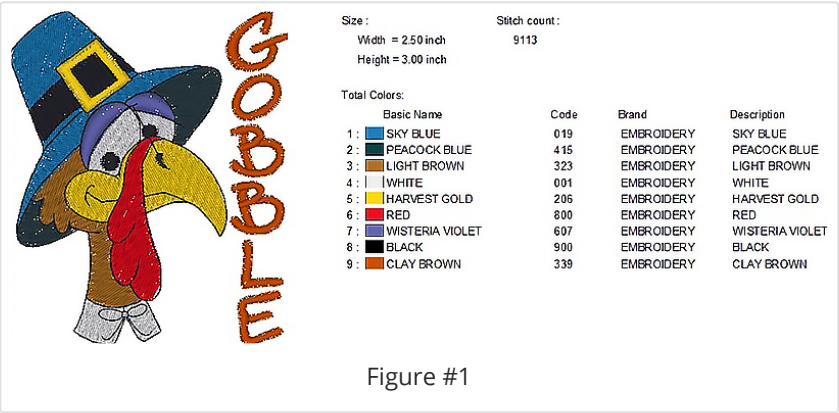 GOBBLE
Size :
Width = 2.50 inch
Height = 3.00 inch
Stitch count :
9113
Total Colors:
Basic Name Code Brand Description
1 : SKY BLUE 019 EMBROIDERY SKY BLUE
2 : PEACOCK BLUE 415 EMBROIDERY PEACOCK BLUE
3 : LIGHT BROWN 323 EMBROIDERY LIGHT BROWN
4 : WHITE 001 EMBROIDERY WHITE
5 : HARVEST GOLD 206 EMBROIDERY HARVEST GOLD
6 : RED 800 EMBROIDERY RED
7 : WISTERIA VIOLET 607 EMBROIDERY WISTERIA VIOLET
8 : BLACK 900 EMBROIDERY BLACK
9 : CLAY BROWN 339 EMBROIDERY CLAY BROWN
Figure #1